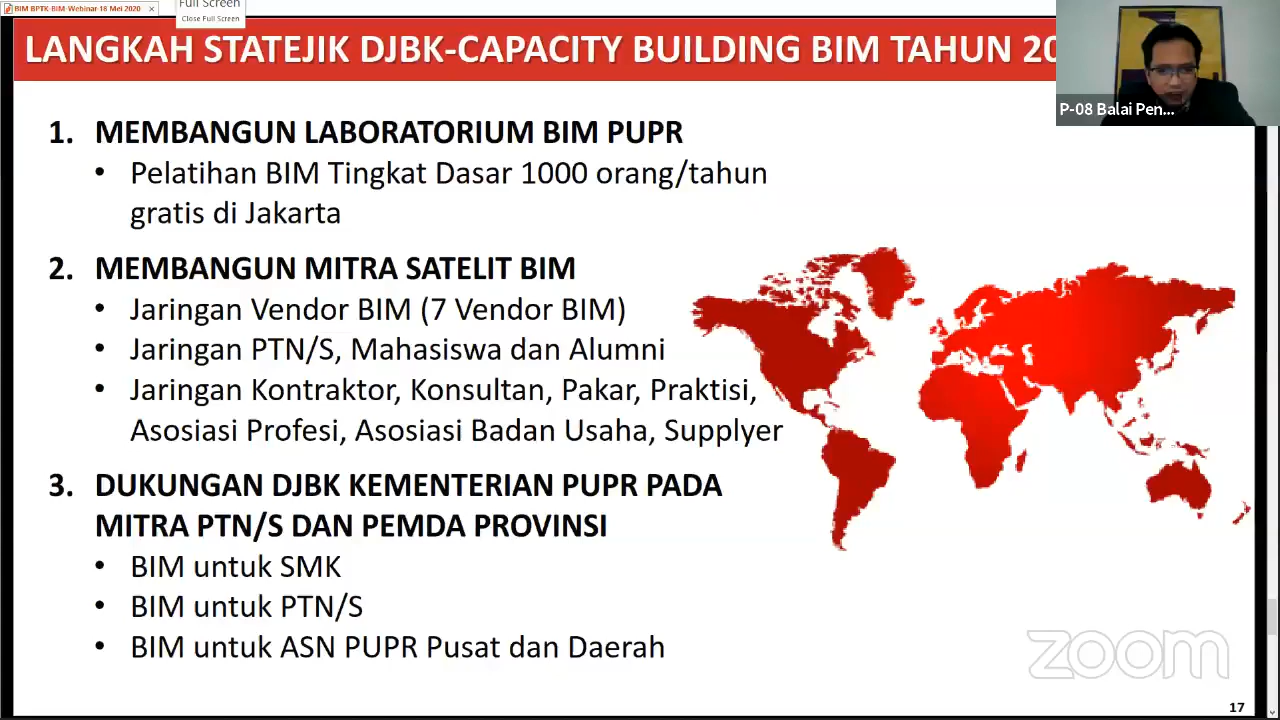 BIM BPTK-BIM-Webinar 18 Mei 2020
Full Screen
Close Full Screen
LANGKAH STATEJIK DJBK-CAPACITY BUILDING BIM TAHUN 20
P-08 Balai Pen...
1. MEMBANGUN LABORATORIUM BIM PUPR
• Pelatihan BIM Tingkat Dasar 1000 orang/tahun
gratis di Jakarta
2. MEMBANGUN MITRA SATELIT BIM
• Jaringan Vendor BIM (7 Vendor BIM)
• Jaringan PTN/S, Mahasiswa dan Alumni
• Jaringan Kontraktor, Konsultan, Pakar, Praktisi,
Asosiasi Profesi, Asosiasi Badan Usaha, Supplyer
3. DUKUNGAN DJBK KEMENTERIAN PUPR PADA
MITRA PTN/S DAN PEMDA PROVINSI
• BIM untuk SMK
• BIM untuk PTN/S
• BIM untuk ASN PUPR Pusat dan Daerah
zoom
17